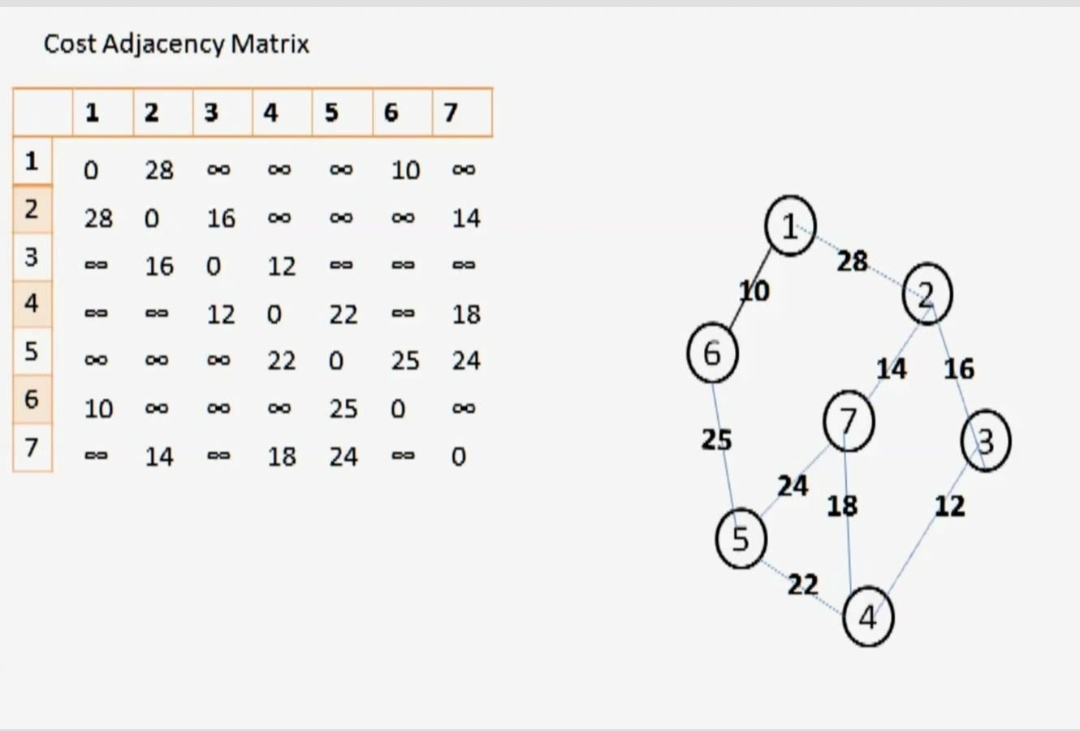 Cost Adjacency Matrix
1 2 3 4 5 6 7
1 0 28 ∞ ∞ ∞ 10 ∞
2 28 0 16 ∞ ∞ ∞ 14
3 ∞ 16 0 12 ∞ ∞ ∞
4 ∞ ∞ 12 0 22 ∞ 18
5 ∞ ∞ ∞ 22 0 25 24
6 10 ∞ ∞ ∞ 25 0 ∞
7 ∞ 14 ∞ 18 24 ∞ 0
1
28
10
2
6
14 16
7
25
3
24
18 12
5
22
4